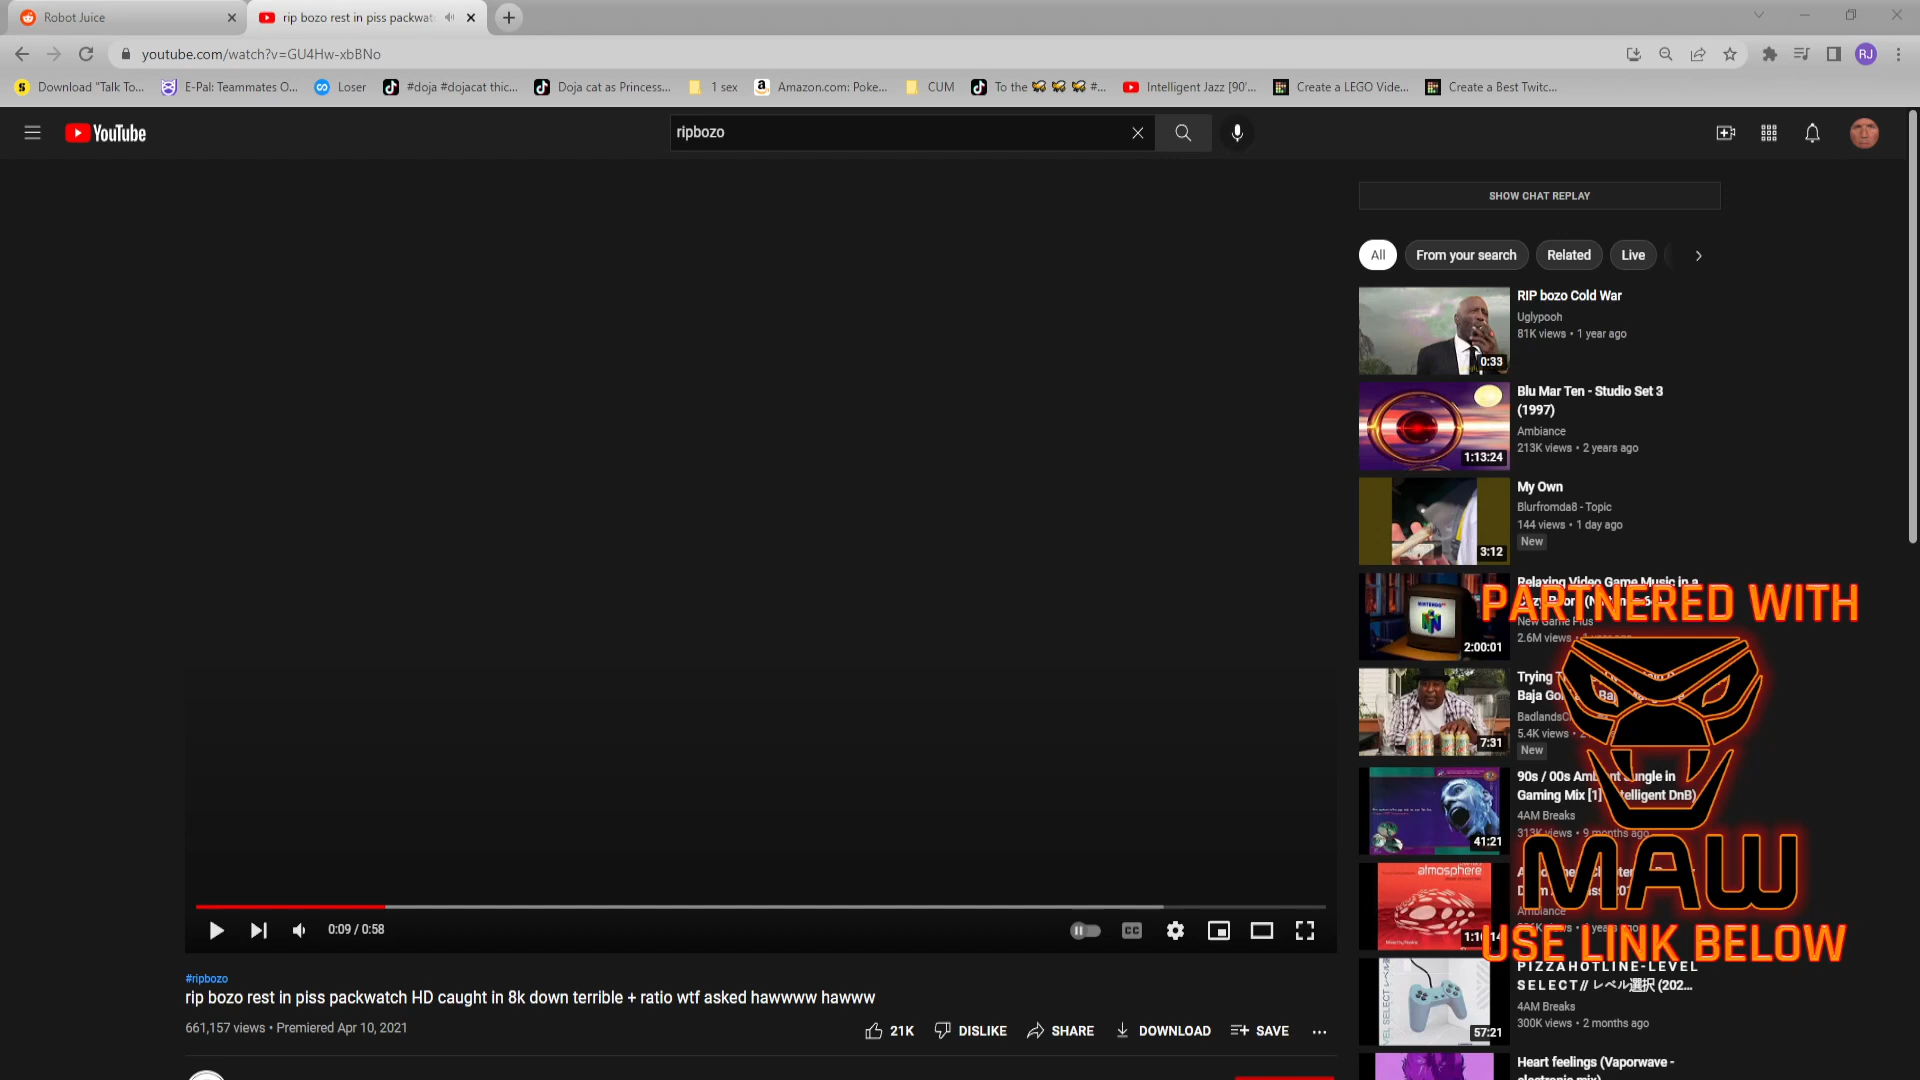 Robot Juice
rip bozo rest in piss packwat
youtube.com/watch?v=GU4Hw-xbBNo
RJ
Download "Talk To...
E-Pal: Teammates O...
Loser
#doja #dojacat thic...
Doja cat as Princess...
1 sex
Amazon.com: Poke...
CUM
To the 🐝 🐝 🐝 #...
Intelligent Jazz [90'...
Create a LEGO Vide...
Create a Best Twitc...
YouTube
ripbozo
SHOW CHAT REPLAY
All
From your search
Related
Live
RIP bozo Cold War
Uglypooh
81K views • 1 year ago
0:33
Blu Mar Ten - Studio Set 3
(1997)
Ambiance
213K views • 2 years ago
1:13:24
My Own
Blurfromda8 - Topic
144 views • 1 day ago
New
3:12
Relaxing Video Game Music in a
New Game Plus
2.6M views
NINTENDO
2:00:01
PARTNERED WITH
Trying
Baja
5.4K views
New
7:31
90s / 00s
in
Gaming Mix [1]
DnB)
4AM Breaks
313K views • 9 months ago
41:21
MAW
atmosphere
Ambiance
USE LINK BELOW
PIZZAHOTLINE-LEVEL
SELECT// レベル選択 (202...
4AM Breaks
300K views • 2 months ago
57:21
Heart feelings (Vaporwave -
0:09 / 0:58
CC
#ripbozo
rip bozo rest in piss packwatch HD caught in 8k down terrible + ratio wtf asked hawwww hawww
661,157 views • Premiered Apr 10, 2021
21K
DISLIKE
SHARE
DOWNLOAD
SAVE